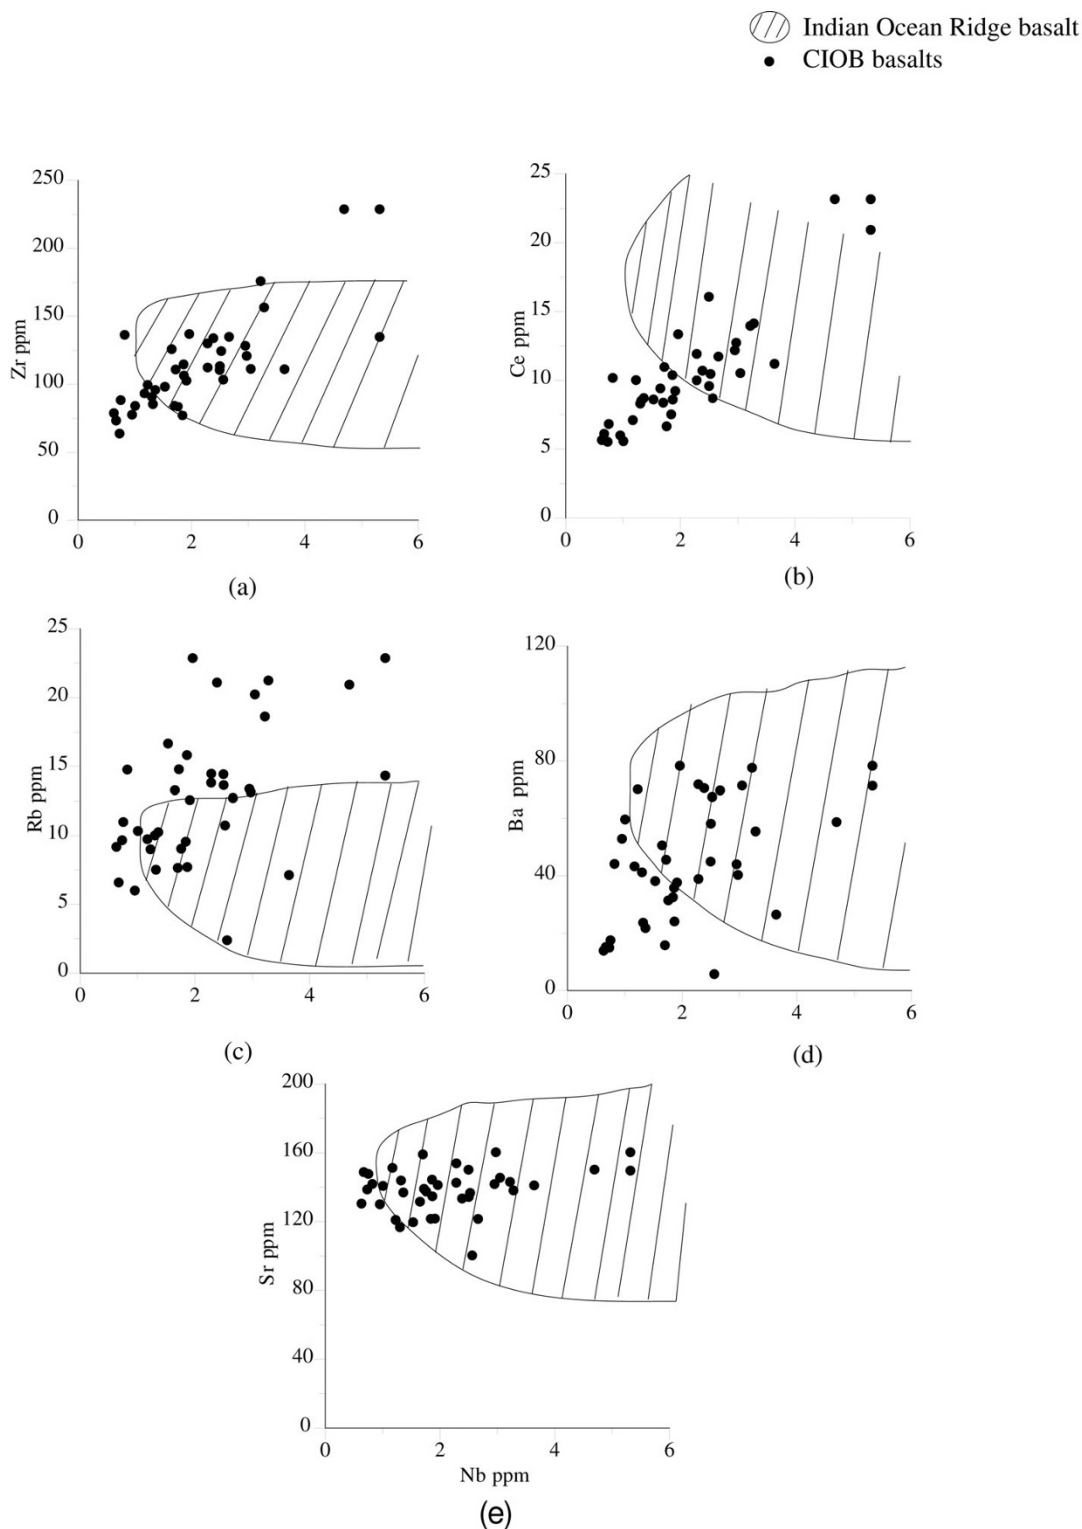 Indian Ocean Ridge basalt
CIOB basalts
250
200
150
100
50
0
Zr ppm
0 2 4 6
(a)
25
20
15
10
5
0
Ce ppm
0 2 4 6
(b)
25
20
15
10
5
0
Rb ppm
0 2 4 6
(c)
120
80
40
0
Ba ppm
0 2 4 6
(d)
200
160
120
80
40
0
Sr ppm
0 2 4 6
Nb ppm
(e)